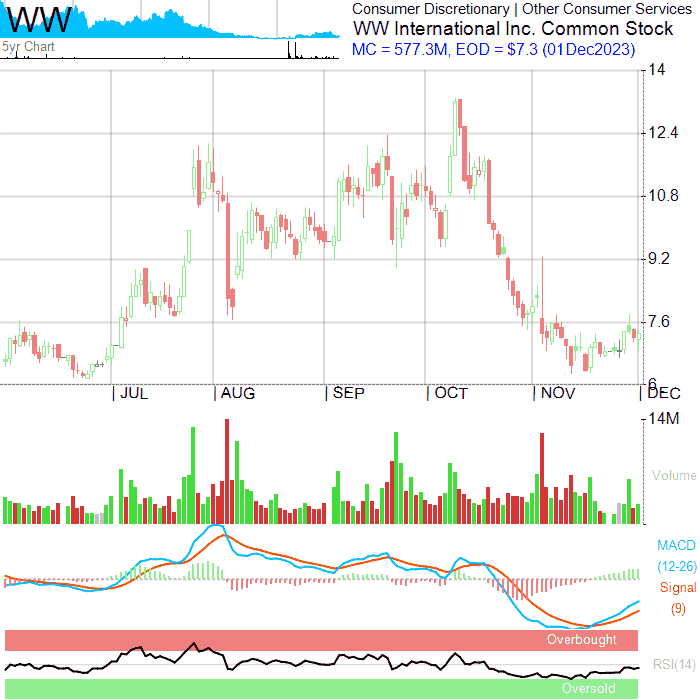 WW
5yr Chart
Consumer Discretionary | Other Consumer Services
WW International Inc. Common Stock
MC = 577.3M, EOD = $7.3 (01Dec2023)
14
12.4
10.8
9.2
7.6
6
JUL
AUG
SEP
OCT
NOV
DEC
14M
Volume
MACD
(12-26)
Signal
(9)
Overbought
RSI(14)
Oversold